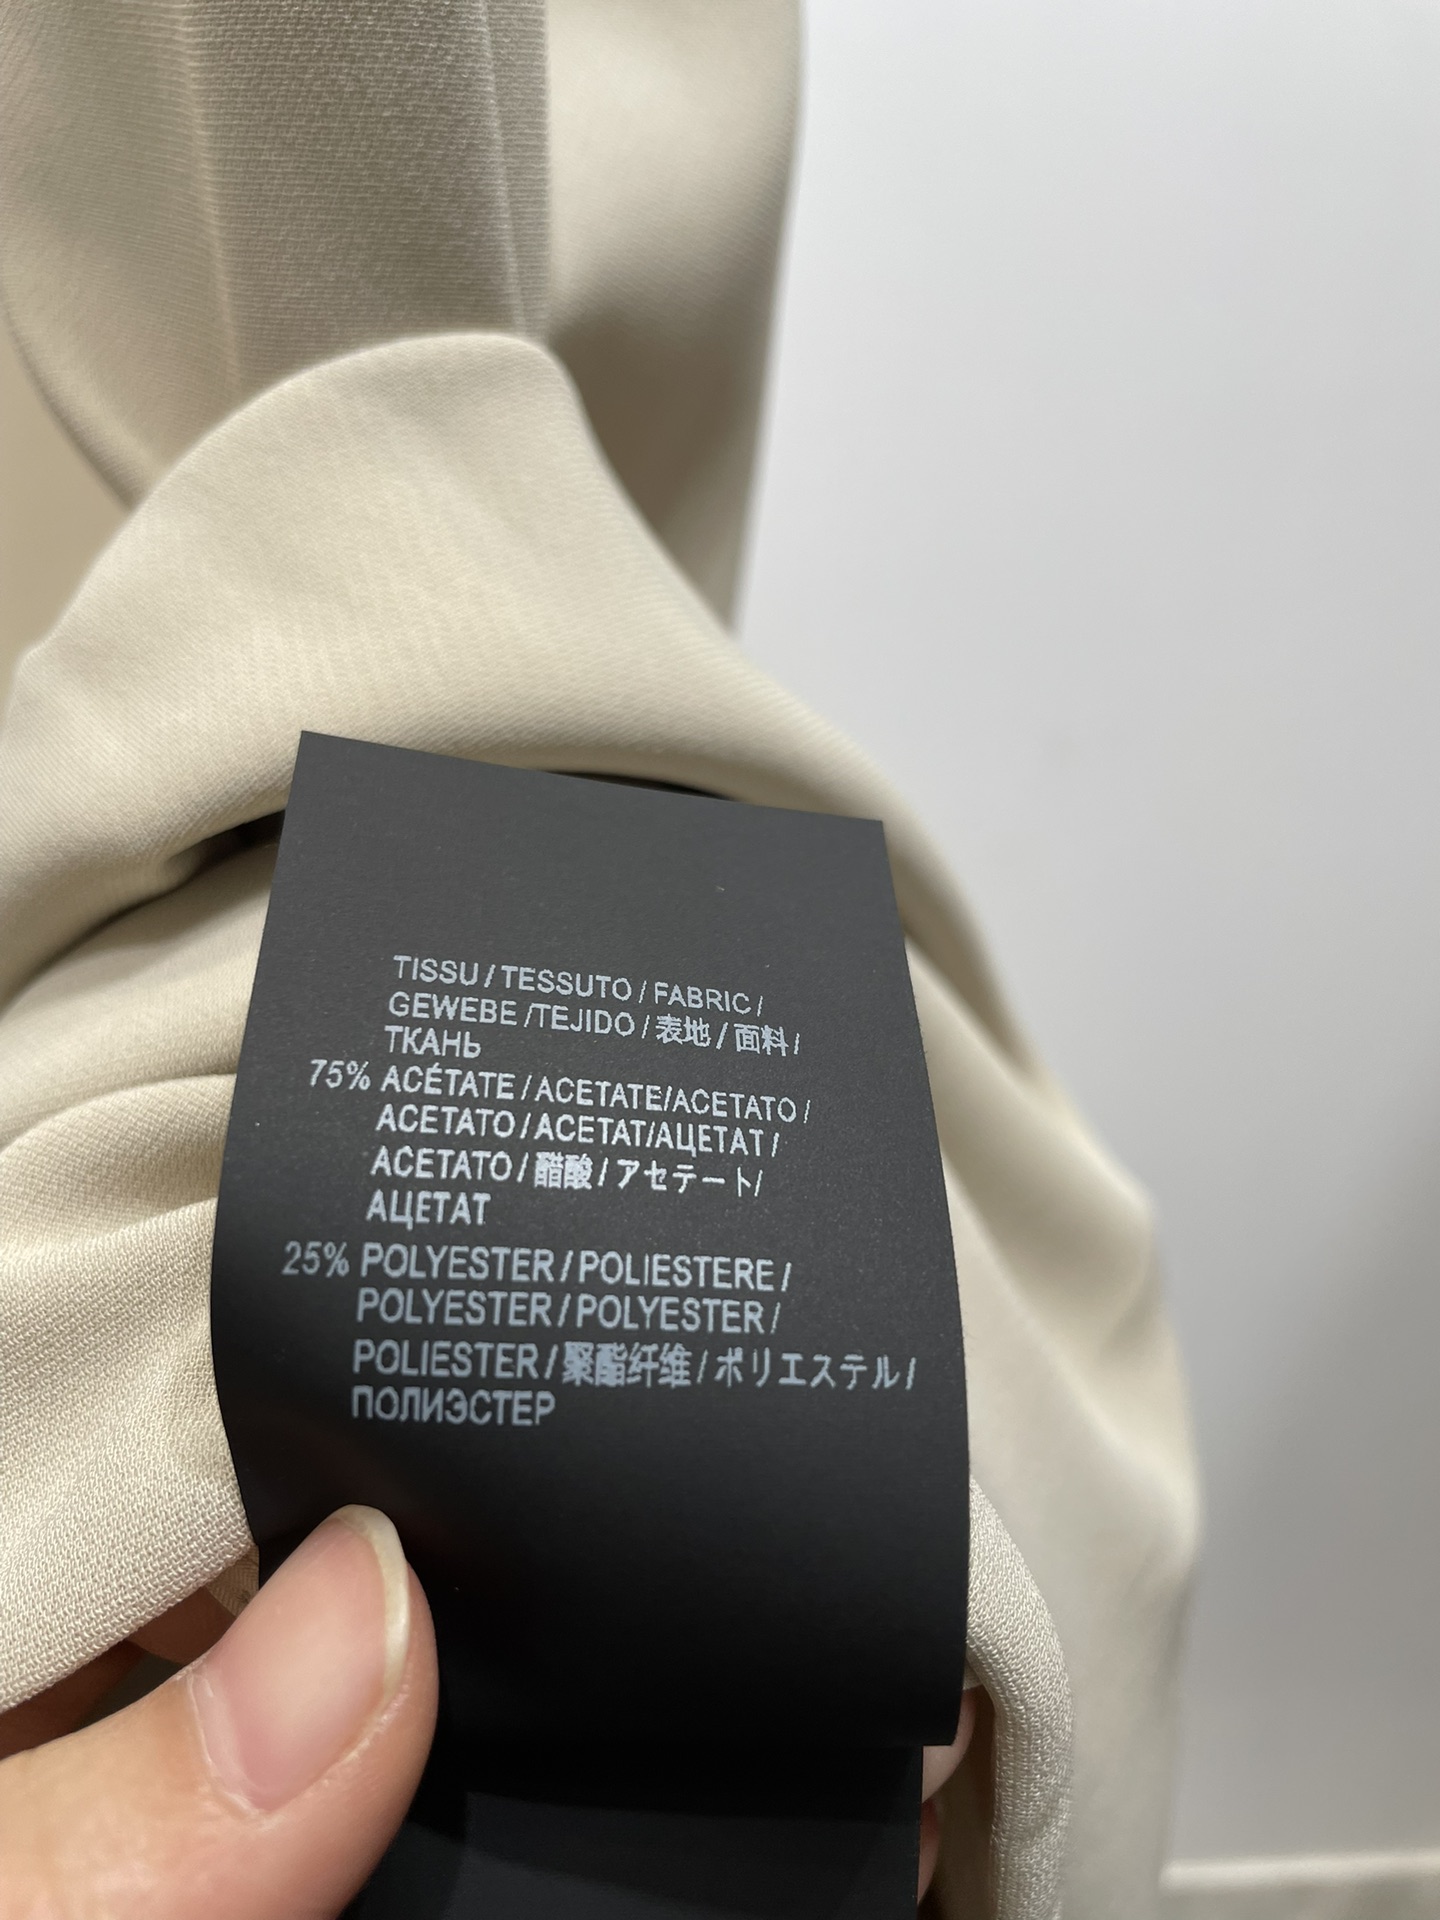 TISSU / TESSUTO / FABRIC /
GEWEBE /TEJIDO / 表地 / 面料 /
ТКАНЬ
75% ACÉTATE / ACETATE/ACETATO /
ACETATO / ACETAT/АЦЕТАТ /
ACETATO / 醋酸 / アセテート/
АЦЕТАТ
25% POLYESTER / POLIESTERE /
POLYESTER / POLYESTER /
POLIESTER / 聚酯纤维 / ポリエステル /
ПОЛИЭСТЕР